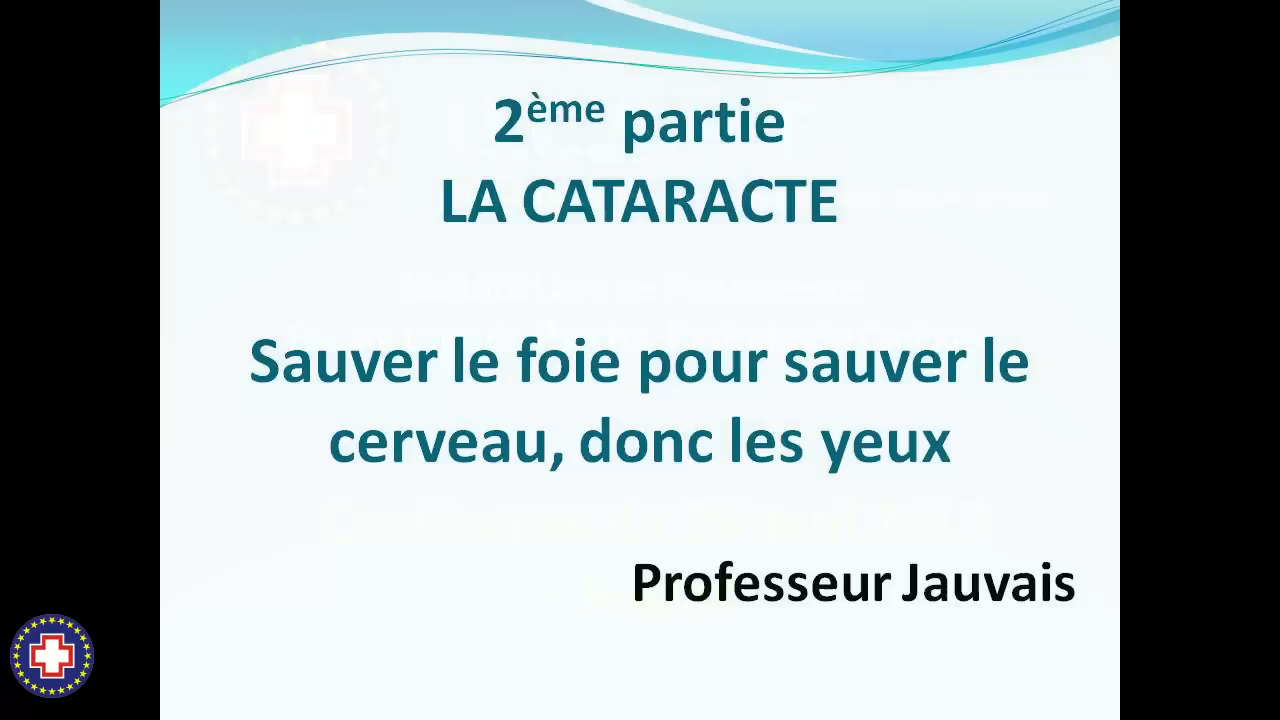 2ème partie
LA CATARACTE
Sauver le foie pour sauver le
cerveau, donc les yeux
Professeur Jauvais